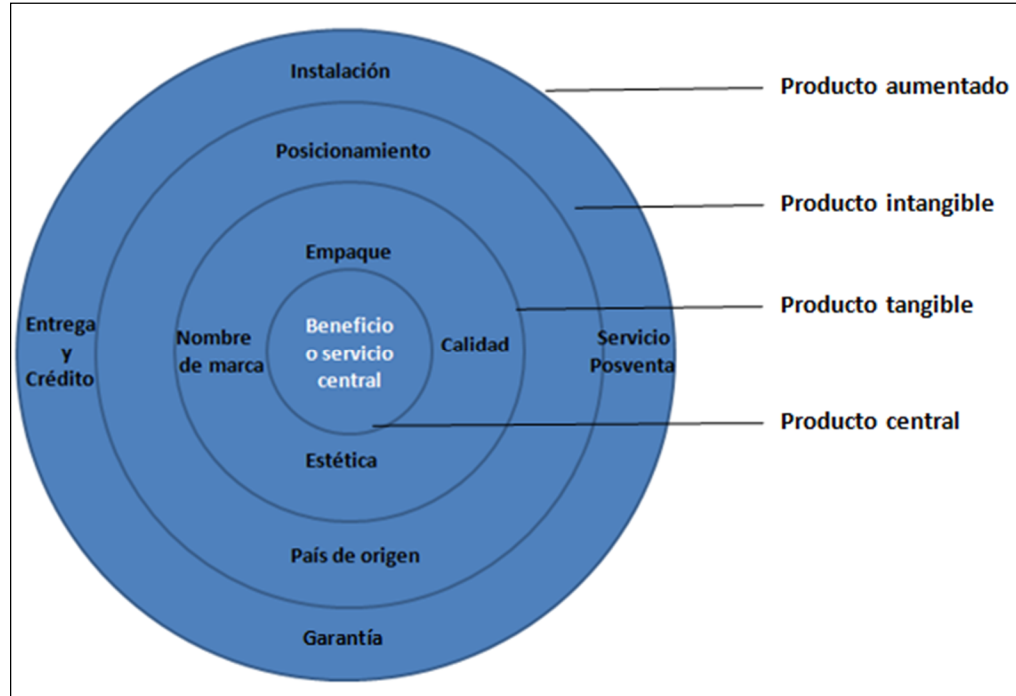 Instalación
Producto aumentado
Posicionamiento
Producto intangible
Empaque
Producto tangible
Entrega
y
Crédito
Nombre
de marca
Beneficio
o servicio
central
Calidad
Servicio
Posventa
Producto central
Estética
País de origen
Garantía